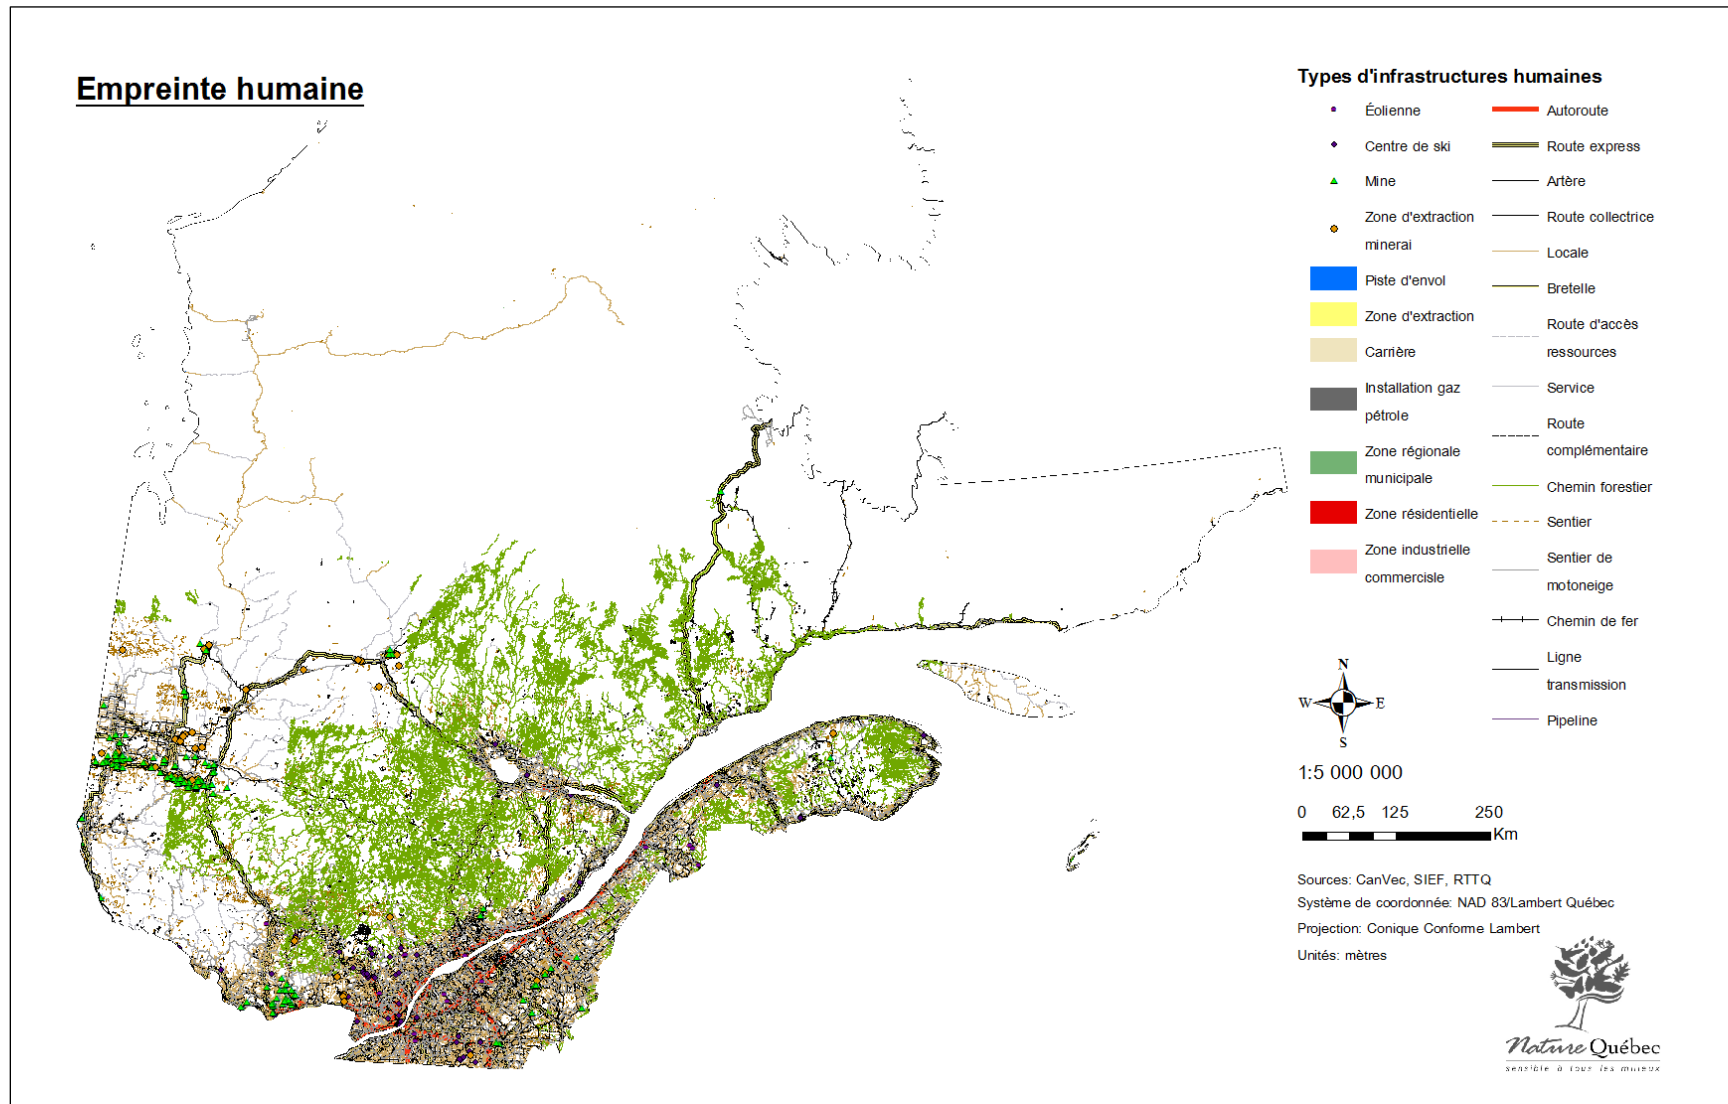 Empreinte humaine
Types d'infrastructures humaines
Éolienne
Centre de ski
Mine
Zone d'extraction
minerai
Piste d'envol
Zone d'extraction
Carrière
Installation gaz
pétrole
Zone régionale
municipale
Zone résidentielle
Zone industrielle
commercisle
Autoroute
Route express
Artère
Route collectrice
Locale
Bretelle
Route d'accès
ressources
Service
Route
complémentaire
Chemin forestier
Sentier
Sentier de
motoneige
Chemin de fer
Ligne
transmission
Pipeline
N
W E
S
1:5 000 000
0 62,5 125 250
Km
Sources: CanVec, SIEF, RTTQ
Système de coordonnée: NAD 83/Lambert Québec
Projection: Conique Conforme Lambert
Unités: mètres
Nature Québec
sensible à tous les milieux